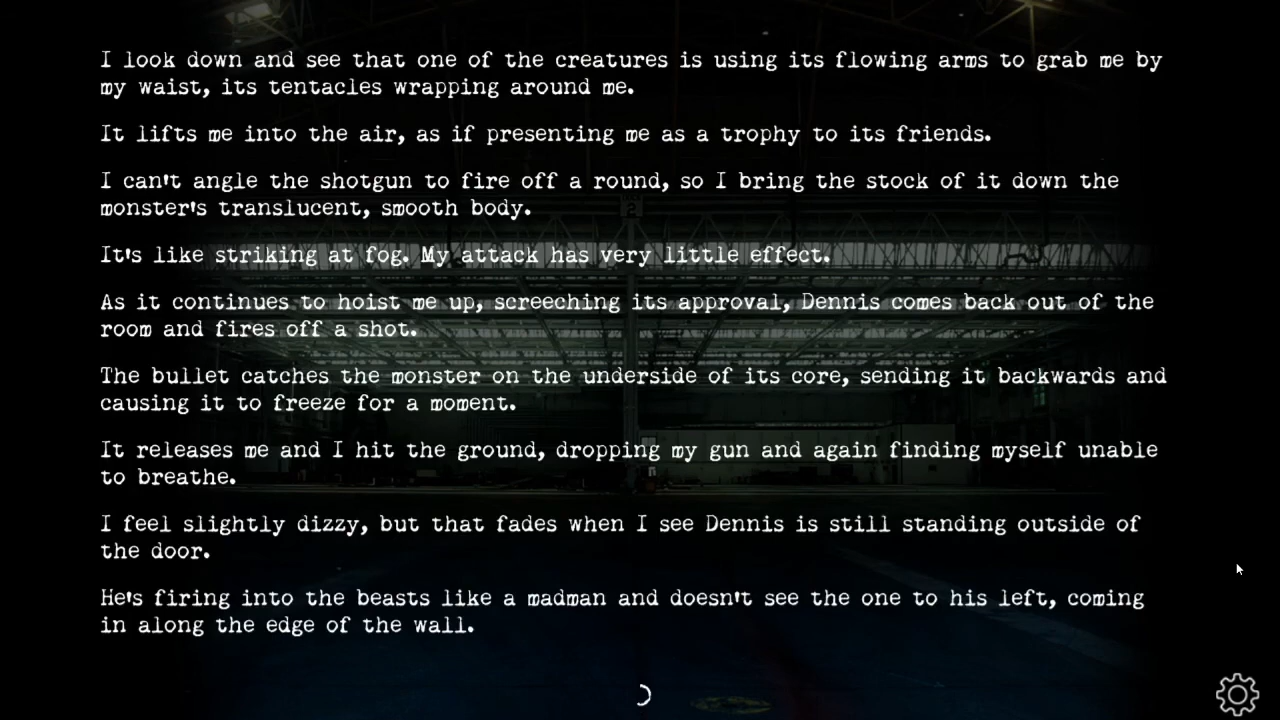 I look down and see that one of the creatures is using its flowing arms to grab me by
my waist, its tentacles wrapping around me.
It lifts me into the air, as if presenting me as a trophy to its friends.
I can't angle the shotgun to fire off a round, so I bring the stock of it down the
monster's translucent, smooth body.
It's like striking at fog. My attack has very little effect.
As it continues to hoist me up, screeching its approval, Dennis comes back out of the
room and fires off a shot.
The bullet catches the monster on the underside of its core, sending it backwards and
causing it to freeze for a moment.
It releases me and I hit the ground, dropping my gun and again finding myself unable
to breathe.
I feel slightly dizzy, but that fades when I see Dennis is still standing outside of
the door.
He's firing into the beasts like a madman and doesn't see the one to his left, coming
in along the edge of the wall.